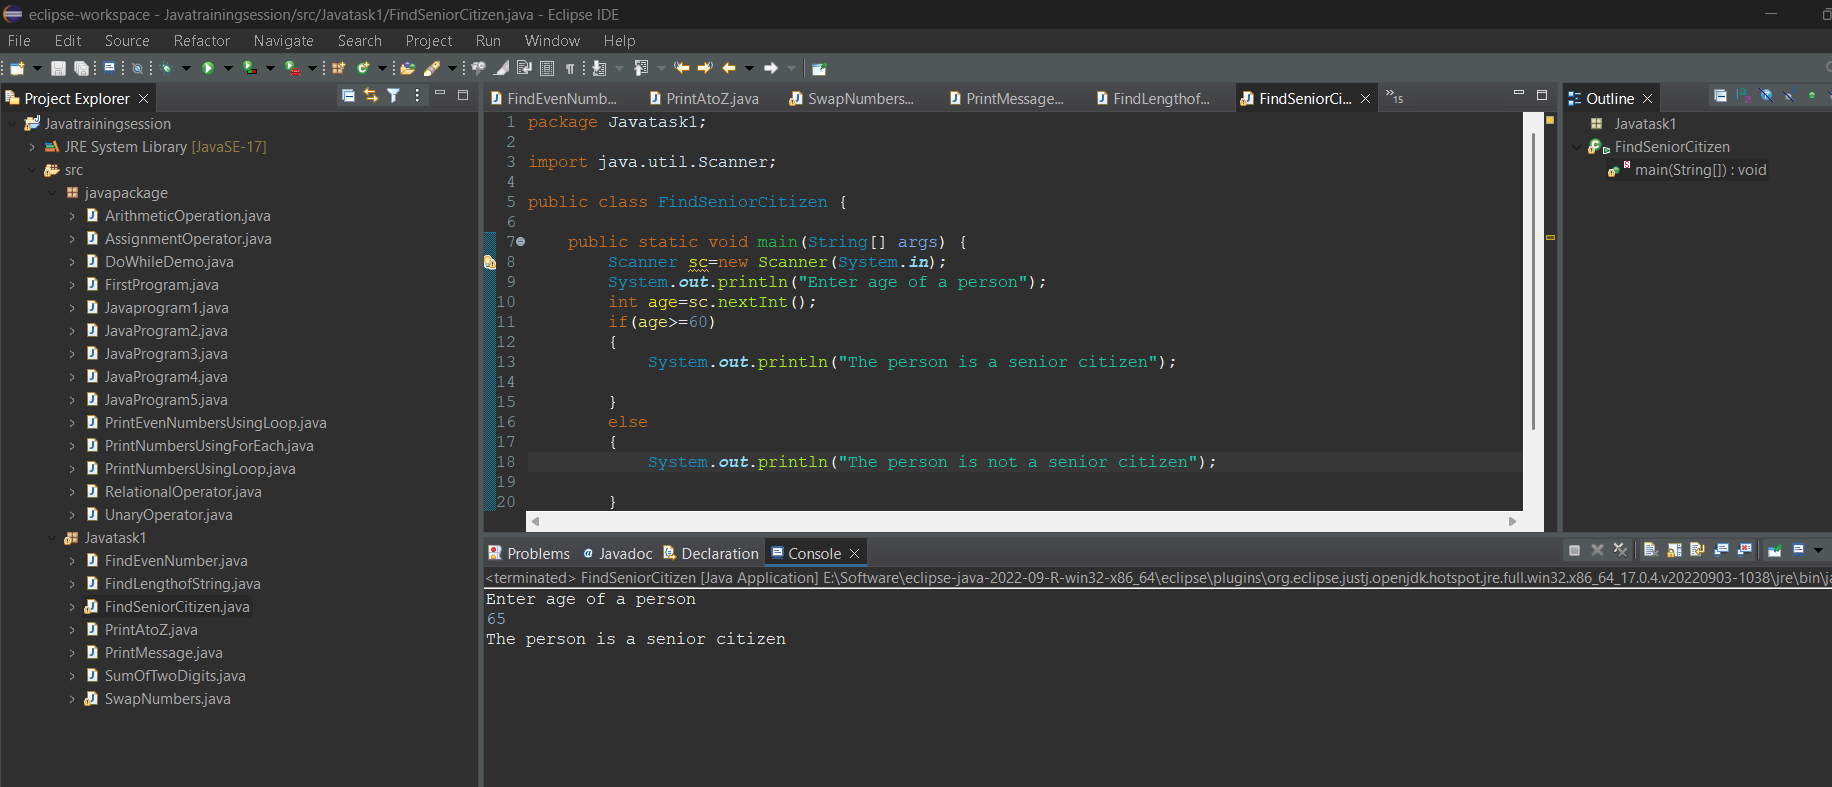 eclipse-workspace - Javatrainingsession/src/Javatask1/FindSeniorCitizen.java - Eclipse IDE
File Edit Source Refactor Navigate Search Project Run Window Help
Project Explorer
Javatrainingsession
JRE System Library [JavaSE-17]
src
javapackage
ArithmeticOperation.java
AssignmentOperator.java
DoWhileDemo.java
FirstProgram.java
Javaprogram1.java
JavaProgram2.java
JavaProgram3.java
JavaProgram4.java
JavaProgram5.java
PrintEvenNumbersUsingLoop.java
PrintNumbersUsingForEach.java
PrintNumbersUsingLoop.java
RelationalOperator.java
UnaryOperator.java
Javatask1
FindEvenNumber.java
FindLengthofString.java
FindSeniorCitizen.java
PrintAtoZ.java
PrintMessage.java
SumOfTwoDigits.java
SwapNumbers.java
FindEvenNumb... PrintAtoZ.java SwapNumbers... PrintMessage... FindLengthof... FindSeniorCi... »15
1 package Javatask1;
2
3 import java.util.Scanner;
4
5 public class FindSeniorCitizen {
6
7 public static void main(String[] args) {
8 Scanner sc=new Scanner(System.in);
9 System.out.println("Enter age of a person");
10 int age=sc.nextInt();
11 if(age>=60)
12 {
13 System.out.println("The person is a senior citizen");
14
15 }
16 else
17 {
18 System.out.println("The person is not a senior citizen");
19
20 }
Outline
Javatask1
FindSeniorCitizen
main(String[]) : void
Problems Javadoc Declaration Console
<terminated> FindSeniorCitizen [Java Application] E:\Software\eclipse-java-2022-09-R-win32-x86_64\eclipse\plugins\org.eclipse.justj.openjdk.hotspot.jre.full.win32.x86_64_17.0.4.v20220903-1038\jre\bin\ja
Enter age of a person
65
The person is a senior citizen